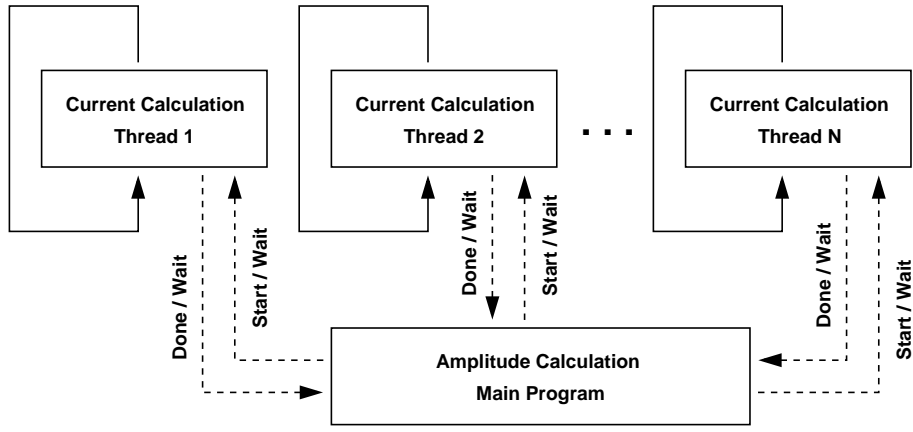 Current Calculation
Thread 1
Current Calculation
Thread 2
. . .
Current Calculation
Thread N
Done / Wait
Start / Wait
Done / Wait
Start / Wait
Done / Wait
Start / Wait
Amplitude Calculation
Main Program